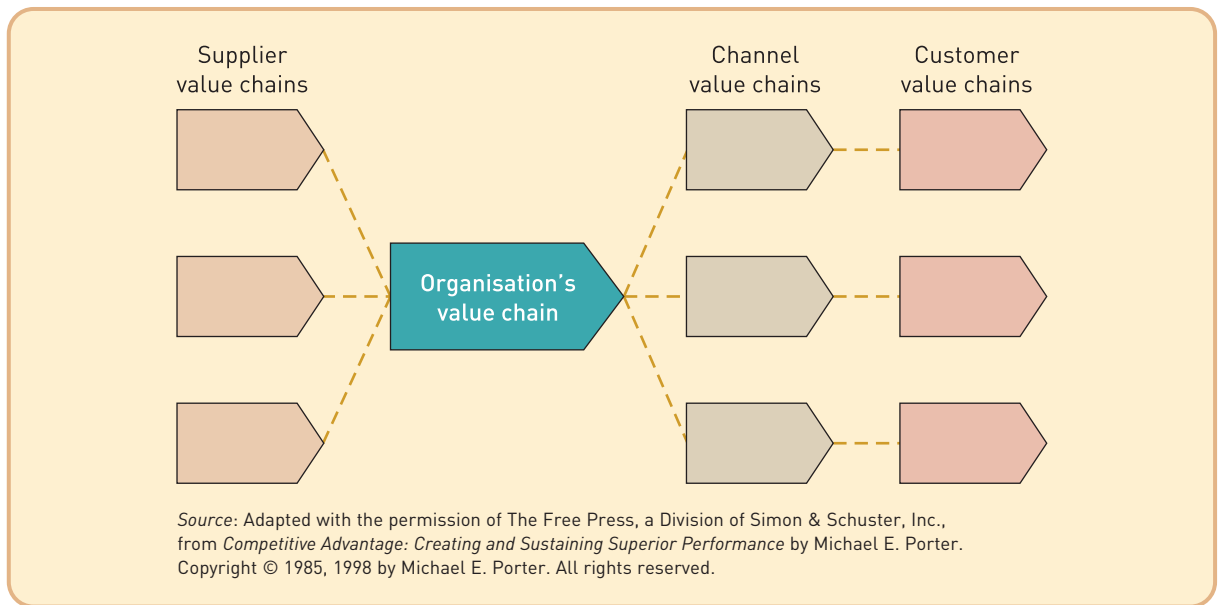 Supplier
value chains
Channel
value chains
Customer
value chains
Organisation’s
value chain
Source: Adapted with the permission of The Free Press, a Division of Simon & Schuster, Inc.,
from Competitive Advantage: Creating and Sustaining Superior Performance by Michael E. Porter.
Copyright © 1985, 1998 by Michael E. Porter. All rights reserved.